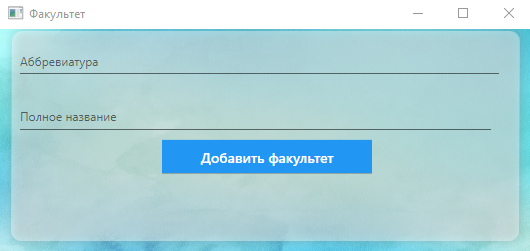 Факультет
Аббревиатура
Полное название
Добавить факультет